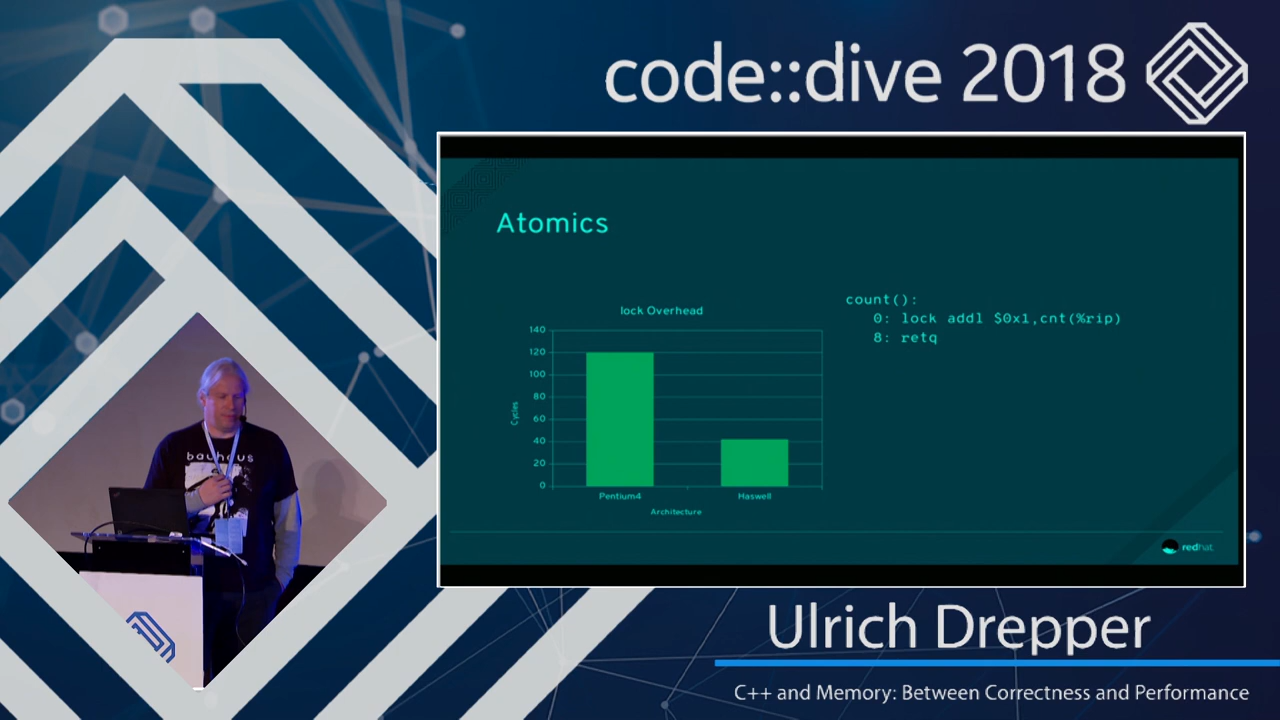 code::dive 2018
Atomics
lock Overhead
140
120
100
80
60
40
20
0
Cycles
Pentium4
Haswell
Architecture
count():
0: lock addl $0x1,cnt(%rip)
8: retq
redhat
bauhaus
Ulrich Drepper
C++ and Memory: Between Correctness and Performance